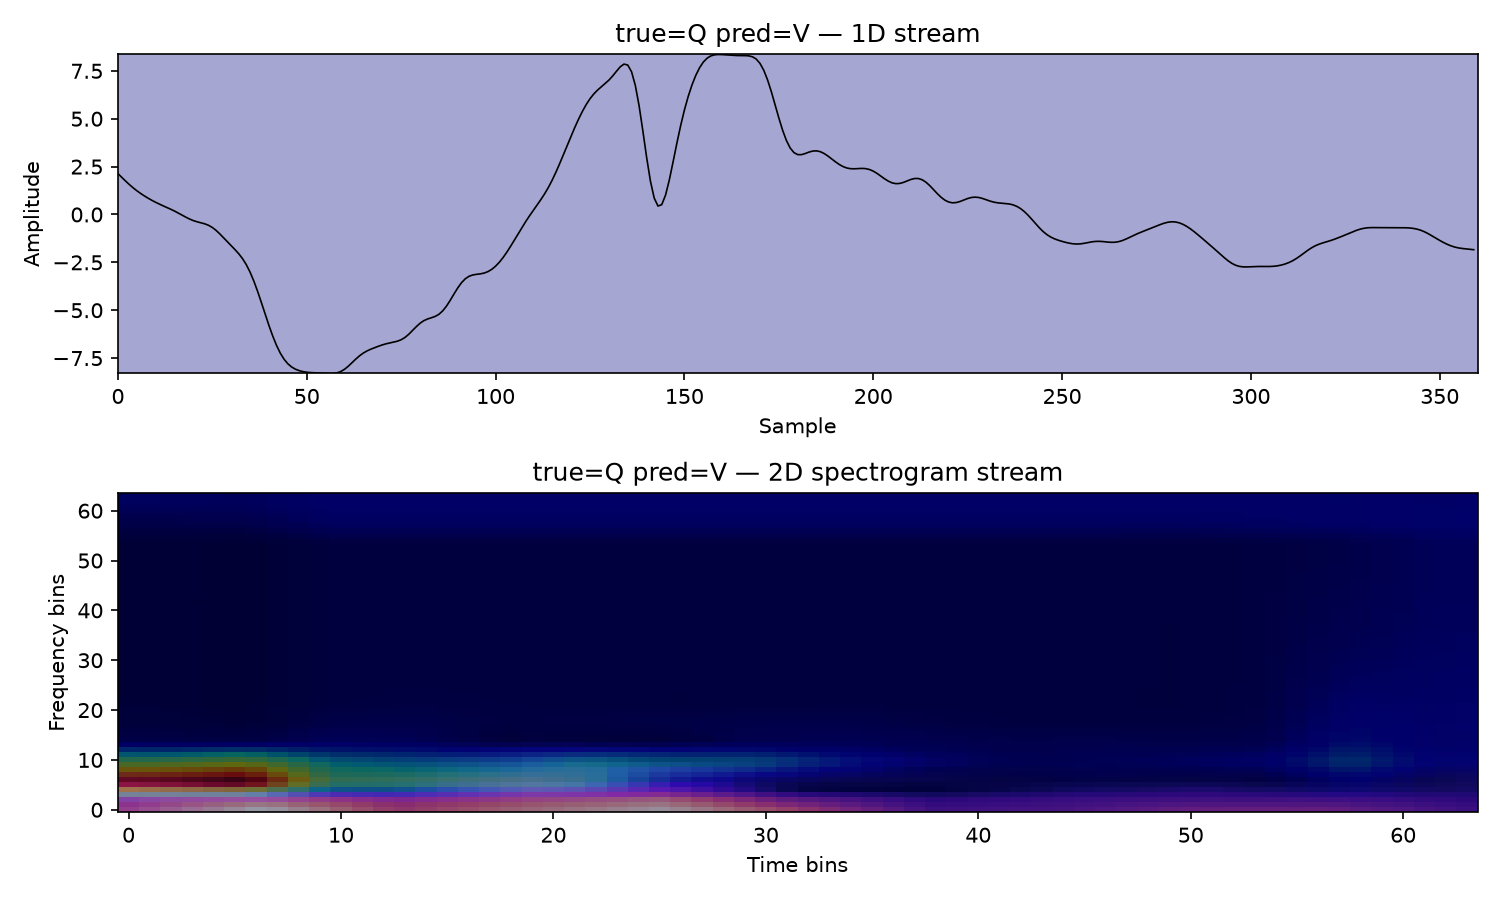 true=Q pred=V — 1D stream
7.5
5.0
2.5
0.0
−2.5
−5.0
−7.5
Amplitude
0 50 100 150 200 250 300 350
Sample
true=Q pred=V — 2D spectrogram stream
60
50
40
30
20
10
0
Frequency bins
0 10 20 30 40 50 60
Time bins